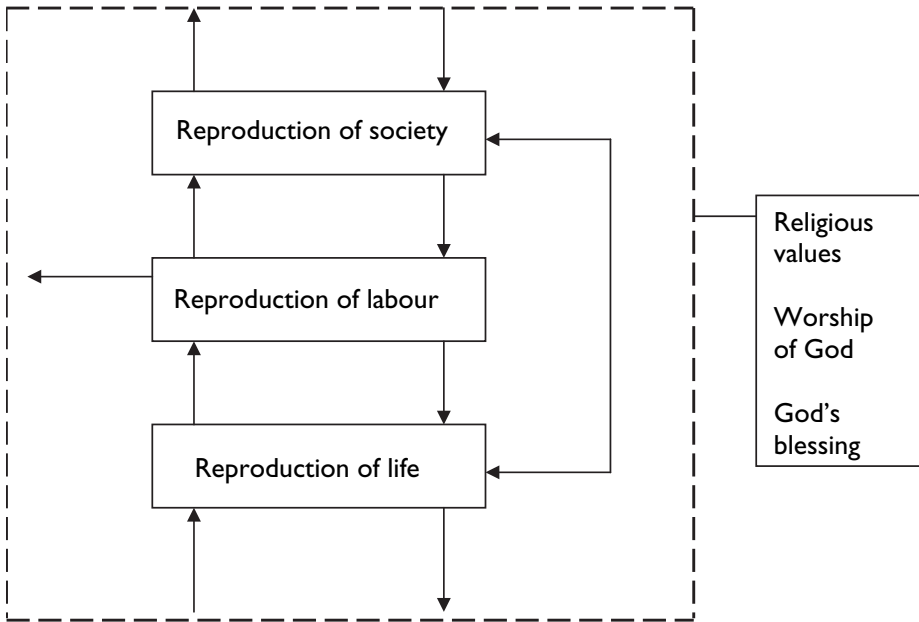 Reproduction of society
Reproduction of labour
Reproduction of life
Religious
values
Worship
of God
God's
blessing